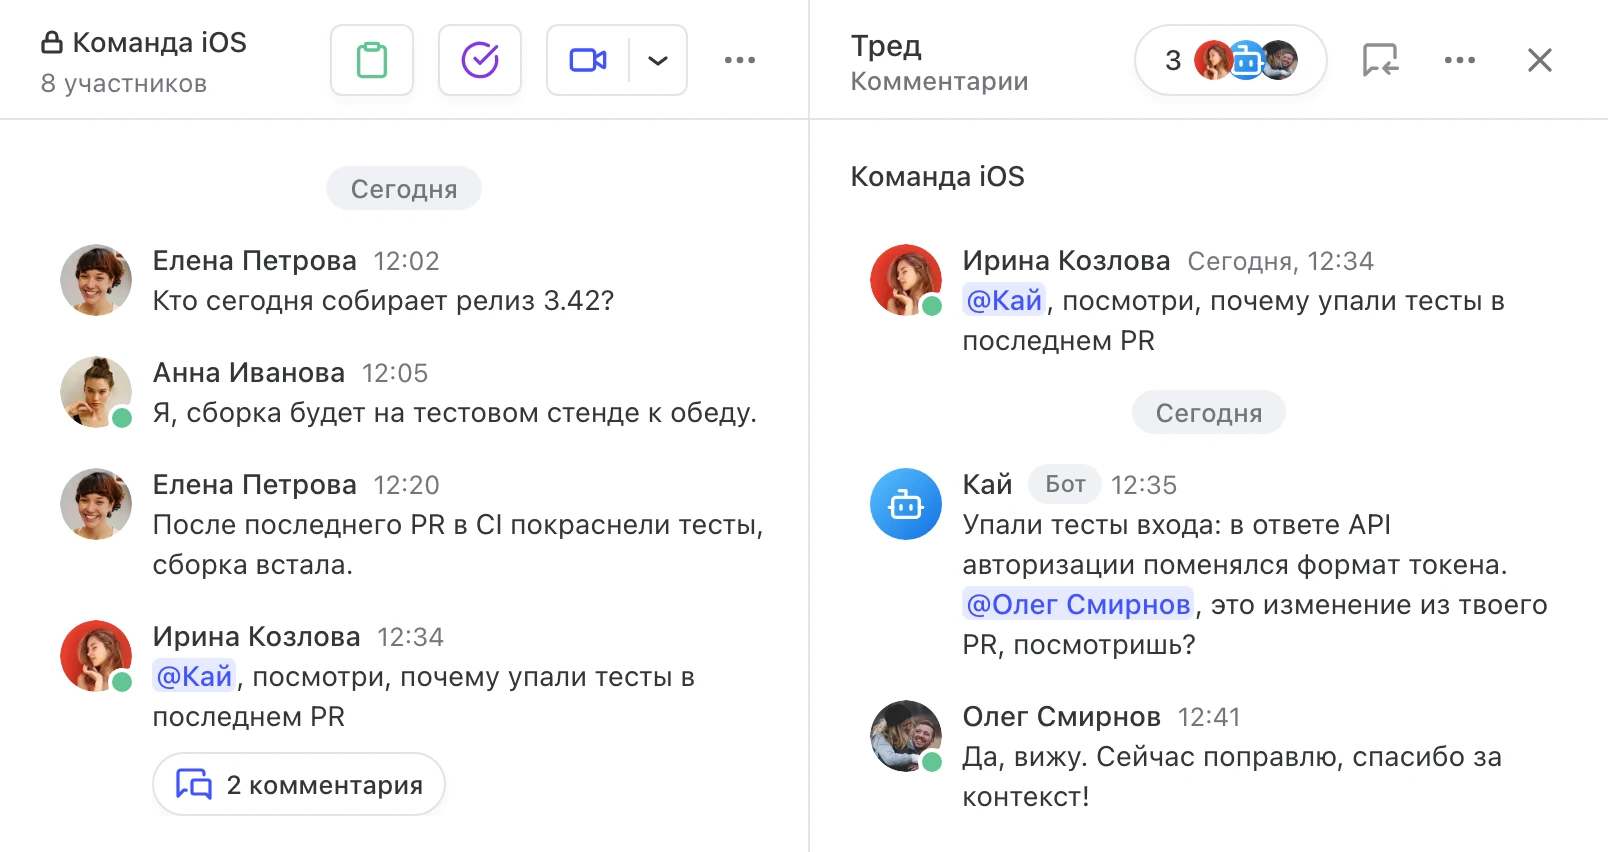 Команда iOS
8 участников
Сегодня
Елена Петрова 12:02
Кто сегодня собирает релиз 3.42?
Анна Иванова 12:05
Я, сборка будет на тестовом стенде к обеду.
Елена Петрова 12:20
После последнего PR в CI покраснели тесты,
сборка встала.
Ирина Козлова 12:34
@Кай, посмотри, почему упали тесты в
последнем PR
2 комментария
Тред
Комментарии
3
Команда iOS
Ирина Козлова Сегодня, 12:34
@Кай, посмотри, почему упали тесты в
последнем PR
Сегодня
Кай Бот 12:35
Упали тесты входа: в ответе API
авторизации поменялся формат токена.
@Олег Смирнов, это изменение из твоего
PR, посмотришь?
Олег Смирнов 12:41
Да, вижу. Сейчас поправлю, спасибо за
контекст!